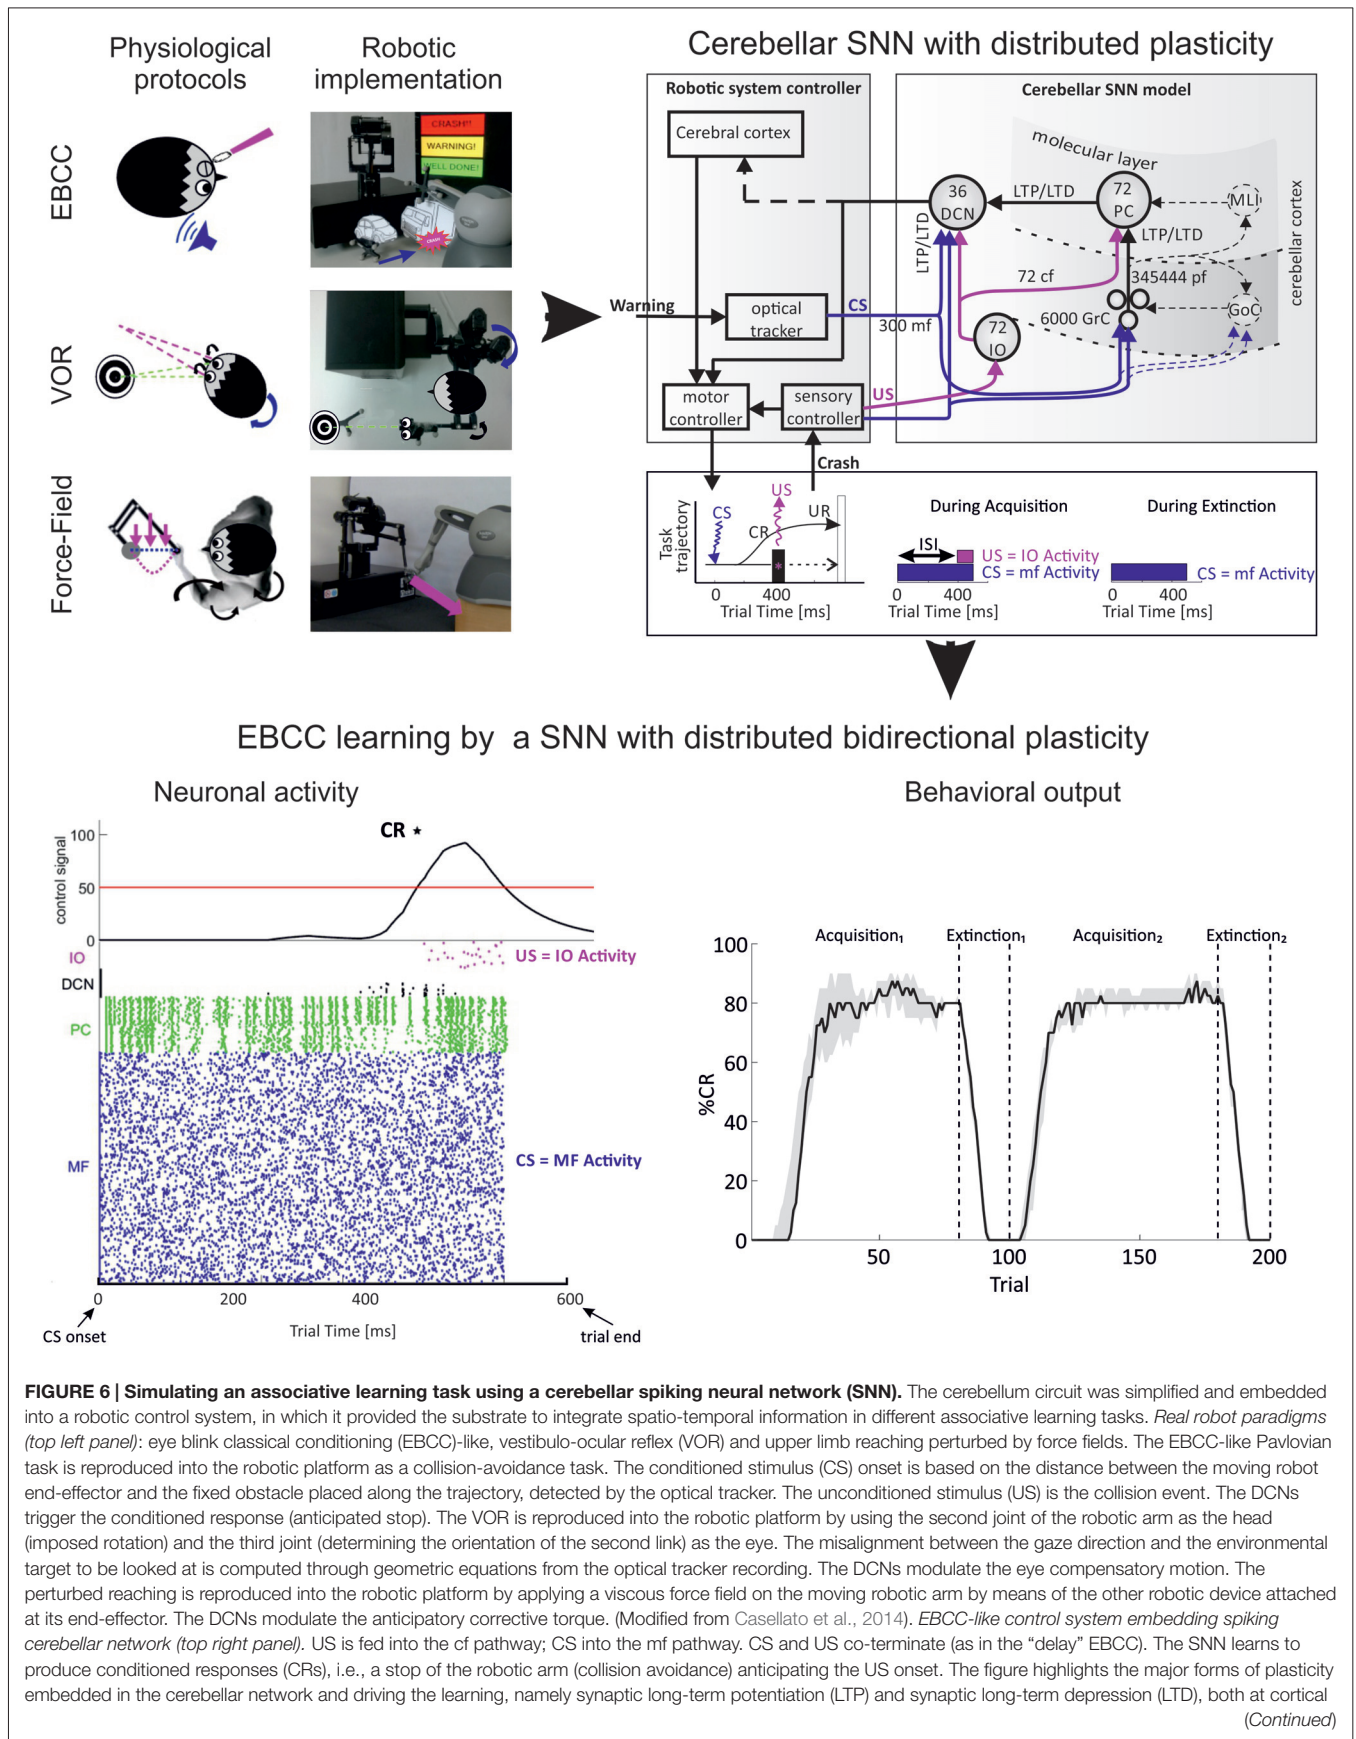 Physiological
protocols
Robotic
implementation
Cerebellar SNN with distributed plasticity
EBCC
VOR
Force-Field
CRASH!!
WARNING!
WELL DONE!
CRASH
Robotic system controller
Cerebellar SNN model
Cerebral cortex
molecular layer
cerebellar cortex
36
DCN
LTP/LTD
72
PC
MLI
LTP/LTD
LTP/LTD
72 cf
345444 pf
Warning
optical
tracker
CS
300 mf
6000 GrC
GoC
72
IO
motor
controller
sensory
controller
US
Crash
Task
trajectory
CS
US
CR
UR
*
0
400
Trial Time [ms]
During Acquisition
ISI
US = IO Activity
CS = mf Activity
0
400
Trial Time [ms]
During Extinction
CS = mf Activity
0
400
Trial Time [ms]
EBCC learning by a SNN with distributed bidirectional plasticity
Neuronal activity
control signal
100
50
0
CR
IO
US = IO Activity
DCN
PC
MF
CS = MF Activity
0
200
400
600
CS onset
Trial Time [ms]
trial end
Behavioral output
%CR
100
80
60
40
20
0
Acquisition₁
Extinction₁
Acquisition₂
Extinction₂
50
100
150
200
Trial
FIGURE 6 | Simulating an associative learning task using a cerebellar spiking neural network (SNN). The cerebellum circuit was simplified and embedded
into a robotic control system, in which it provided the substrate to integrate spatio-temporal information in different associative learning tasks. Real robot paradigms
(top left panel): eye blink classical conditioning (EBCC)-like, vestibulo-ocular reflex (VOR) and upper limb reaching perturbed by force fields. The EBCC-like Pavlovian
task is reproduced into the robotic platform as a collision-avoidance task. The conditioned stimulus (CS) onset is based on the distance between the moving robot
end-effector and the fixed obstacle placed along the trajectory, detected by the optical tracker. The unconditioned stimulus (US) is the collision event. The DCNs
trigger the conditioned response (anticipated stop). The VOR is reproduced into the robotic platform by using the second joint of the robotic arm as the head
(imposed rotation) and the third joint (determining the orientation of the second link) as the eye. The misalignment between the gaze direction and the environmental
target to be looked at is computed through geometric equations from the optical tracker recording. The DCNs modulate the eye compensatory motion. The
perturbed reaching is reproduced into the robotic platform by applying a viscous force field on the moving robotic arm by means of the other robotic device attached
at its end-effector. The DCNs modulate the anticipatory corrective torque. (Modified from Casellato et al., 2014). EBCC-like control system embedding spiking
cerebellar network (top right panel). US is fed into the cf pathway; CS into the mf pathway. CS and US co-terminate (as in the “delay” EBCC). The SNN learns to
produce conditioned responses (CRs), i.e., a stop of the robotic arm (collision avoidance) anticipating the US onset. The figure highlights the major forms of plasticity
embedded in the cerebellar network and driving the learning, namely synaptic long-term potentiation (LTP) and synaptic long-term depression (LTD), both at cortical
(Continued)